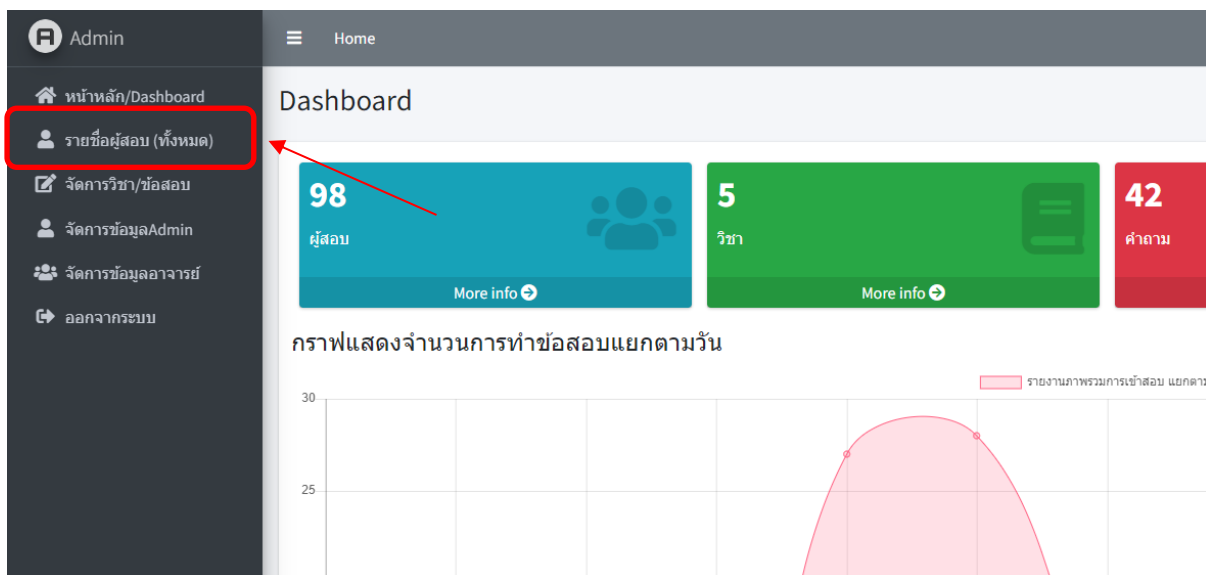 Admin
Home
หน้าหลัก/Dashboard
รายชื่อผู้สอบ (ทั้งหมด)
จัดการวิชา/ข้อสอบ
จัดการข้อมูลAdmin
จัดการข้อมูลอาจารย์
ออกจากระบบ
Dashboard
98
ผู้สอบ
More info
5
วิชา
More info
42
คำถาม
กราฟแสดงจำนวนการทำข้อสอบแยกตามวัน
รายงานภาพรวมการเข้าสอบ แยกตาม
30
25